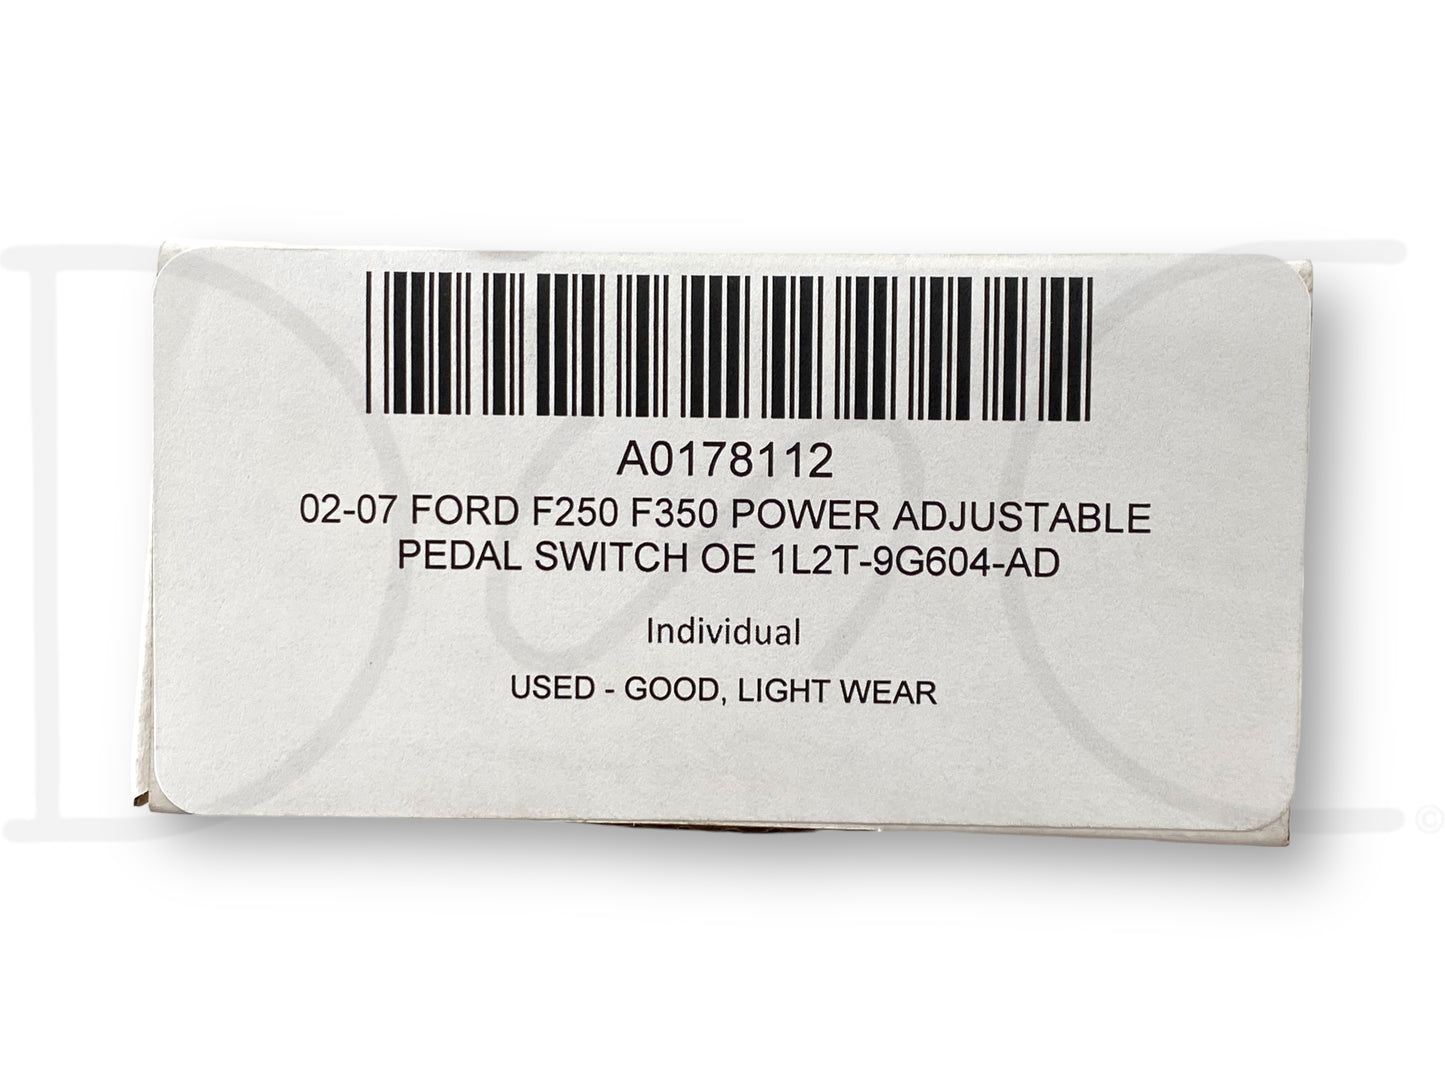 A0178112
02-07 FORD F250 F350 POWER ADJUSTABLE
PEDAL SWITCH OE 1L2T-9G604-AD
Individual
USED - GOOD, LIGHT WEAR
©